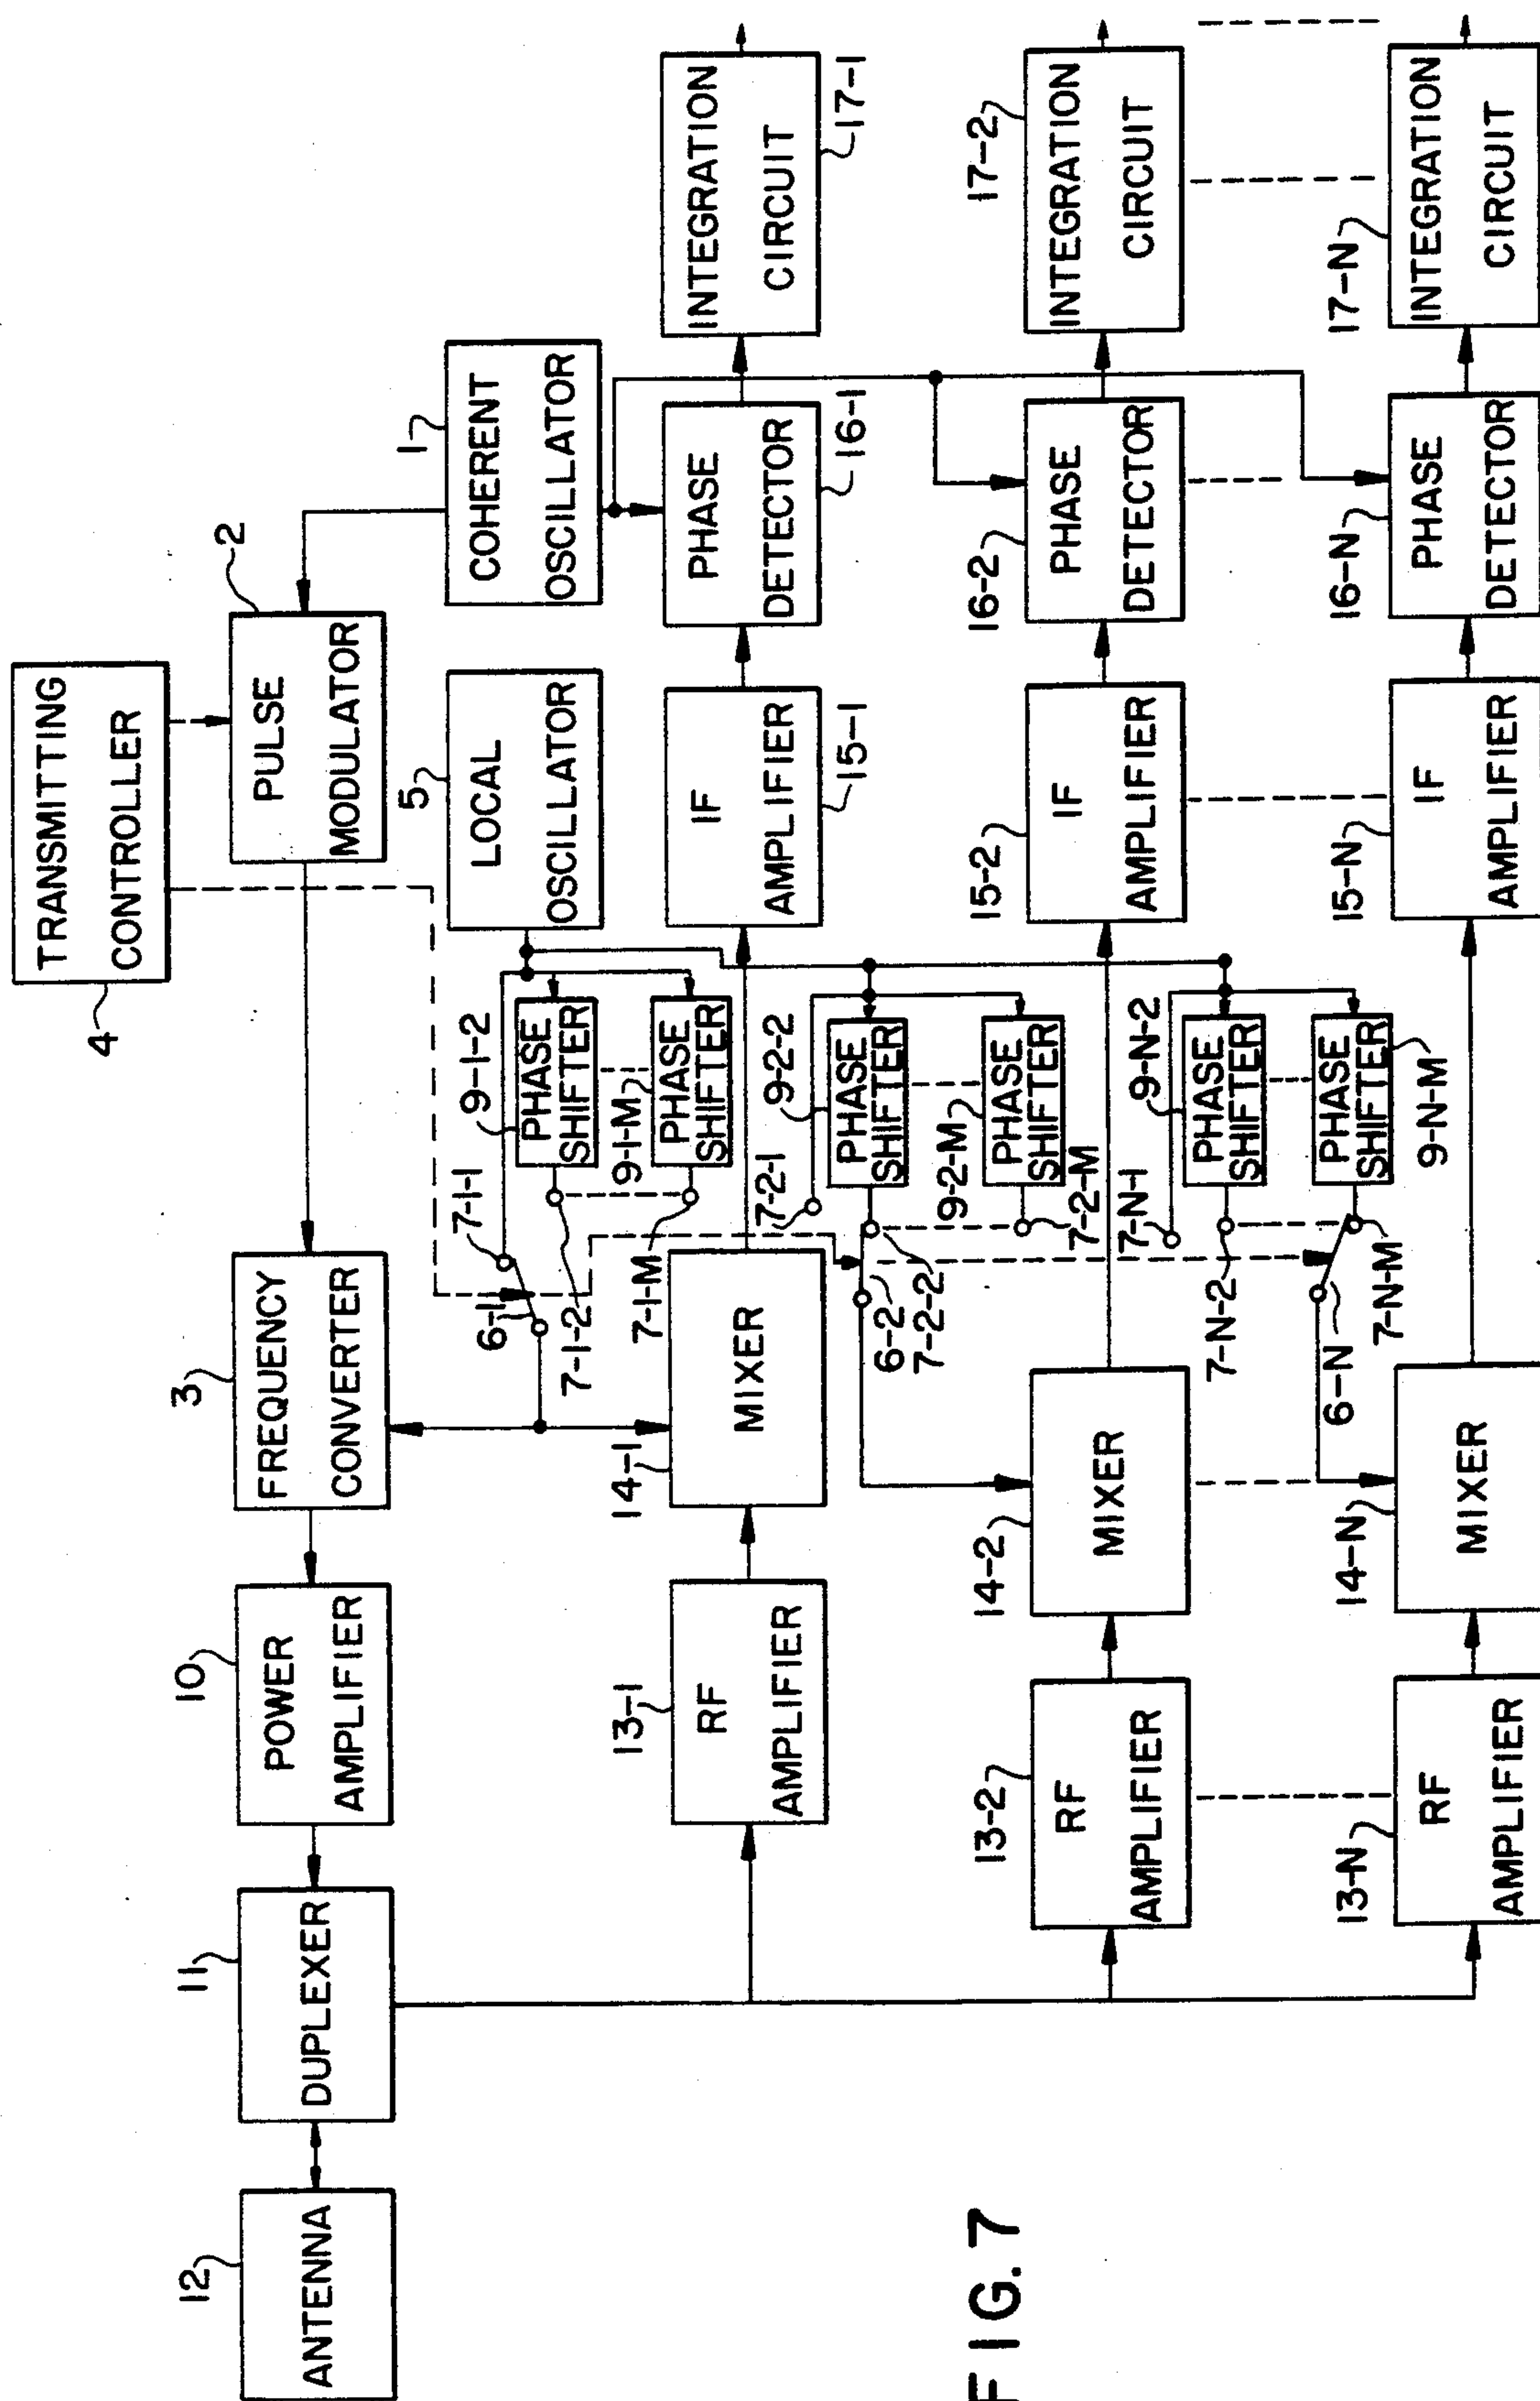 12
ANTENNA
11
DUPLEXER
10
POWER
AMPLIFIER
3
FREQUENCY
CONVERTER
2
PULSE
MODULATOR
4
TRANSMITTING
CONTROLLER
5
LOCAL
OSCILLATOR
1
COHERENT
OSCILLATOR
6-1
7-1-1
7-1-2
7-1-M
9-1-2
PHASE
SHIFTER
9-1-M
PHASE
SHIFTER
13-1
RF
AMPLIFIER
14-1
MIXER
IF
AMPLIFIER
15-1
PHASE
DETECTOR
16-1
INTEGRATION
CIRCUIT
17-1
6-2
7-2-2
7-2-1
7-2-M
9-2-2
PHASE
SHIFTER
9-2-M
PHASE
SHIFTER
13-2
RF
AMPLIFIER
14-2
MIXER
15-2
IF
AMPLIFIER
16-2
PHASE
DETECTOR
17-2
INTEGRATION
CIRCUIT
6-N
7-N-1
7-N-2
7-N-M
9-N-2
PHASE
SHIFTER
PHASE
SHIFTER
9-N-M
13-N
RF
AMPLIFIER
14-N
MIXER
15-N
IF
AMPLIFIER
16-N
PHASE
DETECTOR
17-N
INTEGRATION
CIRCUIT
FIG. 7